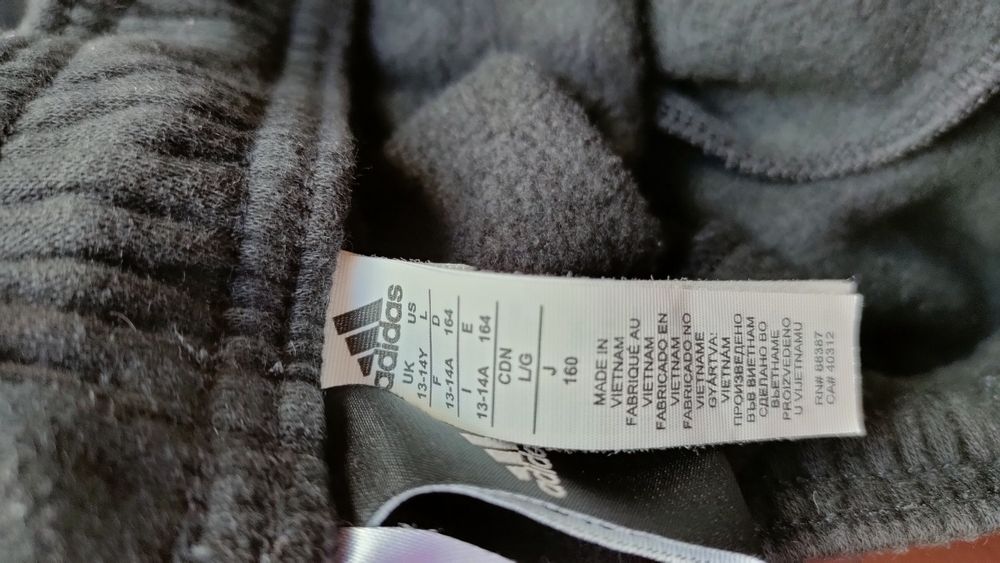 adidas
UK US
13-14Y L
F D
13-14A 164
I E
13-14A 164
CDN
L/G
J
160
MADE IN
VIETNAM
FABRIQUÉ AU
VIETNAM
FABRICADO EN
VIETNAM
FABRICADO NO
VIETNAME
GYÁRTVA:
VIETNÁM
ПРОИЗВЕДЕНО
ВЪВ ВИЕТНАМ
СДЕЛАНО ВО
ВЬЕТНАМЕ
PROIZVEDENO
U VIJETNAMU
RN# 88387
CA# 40312